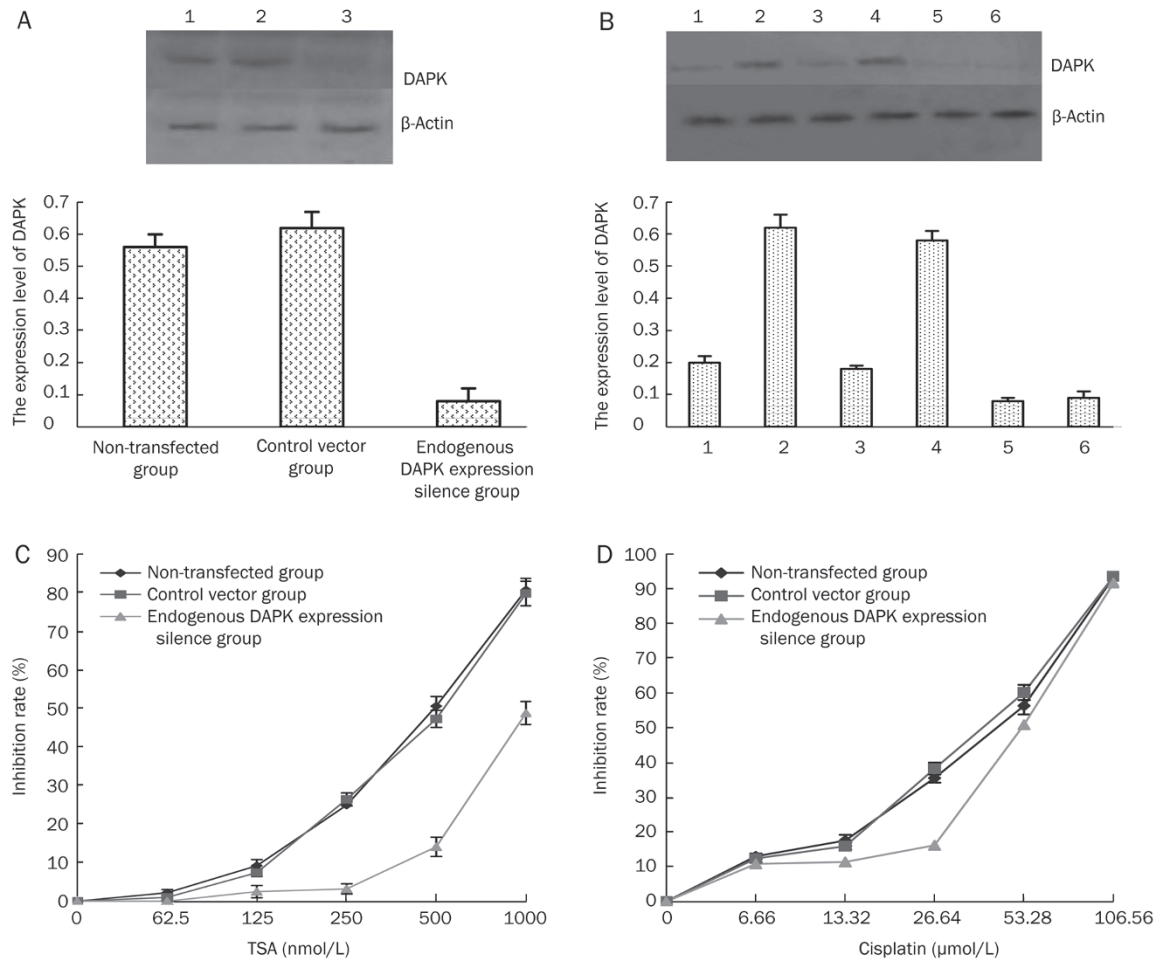 A
1 2 3
DAPK
β-Actin
The expression level of DAPK
0.7
0.6
0.5
0.4
0.3
0.2
0.1
0
Non-transfected
group
Control vector
group
Endogenous
DAPK expression
silence group
B
1 2 3 4 5 6
DAPK
β-Actin
The expression level of DAPK
0.7
0.6
0.5
0.4
0.3
0.2
0.1
0
1 2 3 4 5 6
C
Non-transfected group
Control vector group
Endogenous DAPK expression
silence group
Inhibition rate (%)
90
80
70
60
50
40
30
20
10
0
0 62.5 125 250 500 1000
TSA (nmol/L)
D
Non-transfected group
Control vector group
Endogenous DAPK expression
silence group
Inhibition rate (%)
100
90
80
70
60
50
40
30
20
10
0
0 6.66 13.32 26.64 53.28 106.56
Cisplatin (μmol/L)